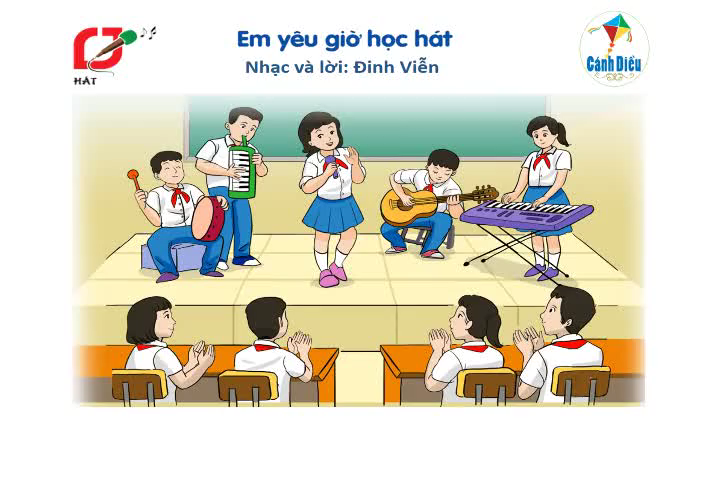 Em yêu giờ học hát
Nhạc và lời: Đinh Viễn
HÁT
Cánh Diều